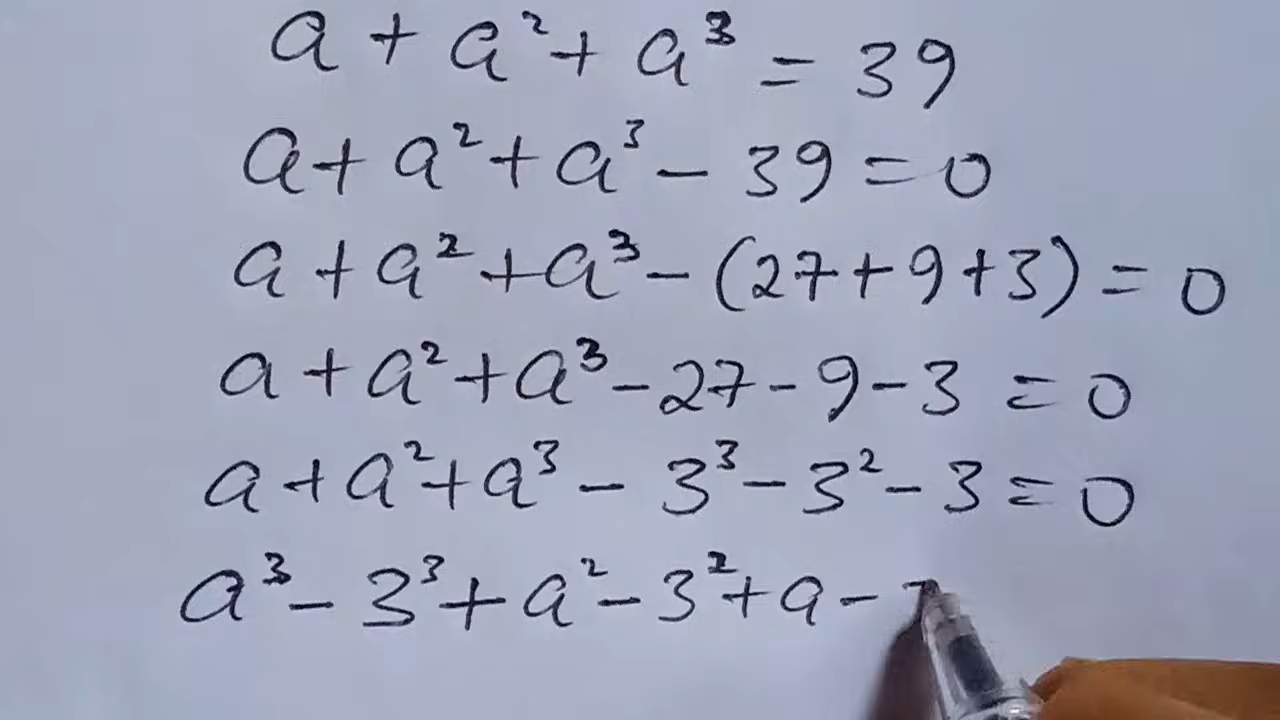 a + a² + a³ = 39
a + a² + a³ - 39 = 0
a + a² + a³ - (27 + 9 + 3) = 0
a + a² + a³ - 27 - 9 - 3 = 0
a + a² + a³ - 3³ - 3² - 3 = 0
a³ - 3³ + a² - 3² + a -